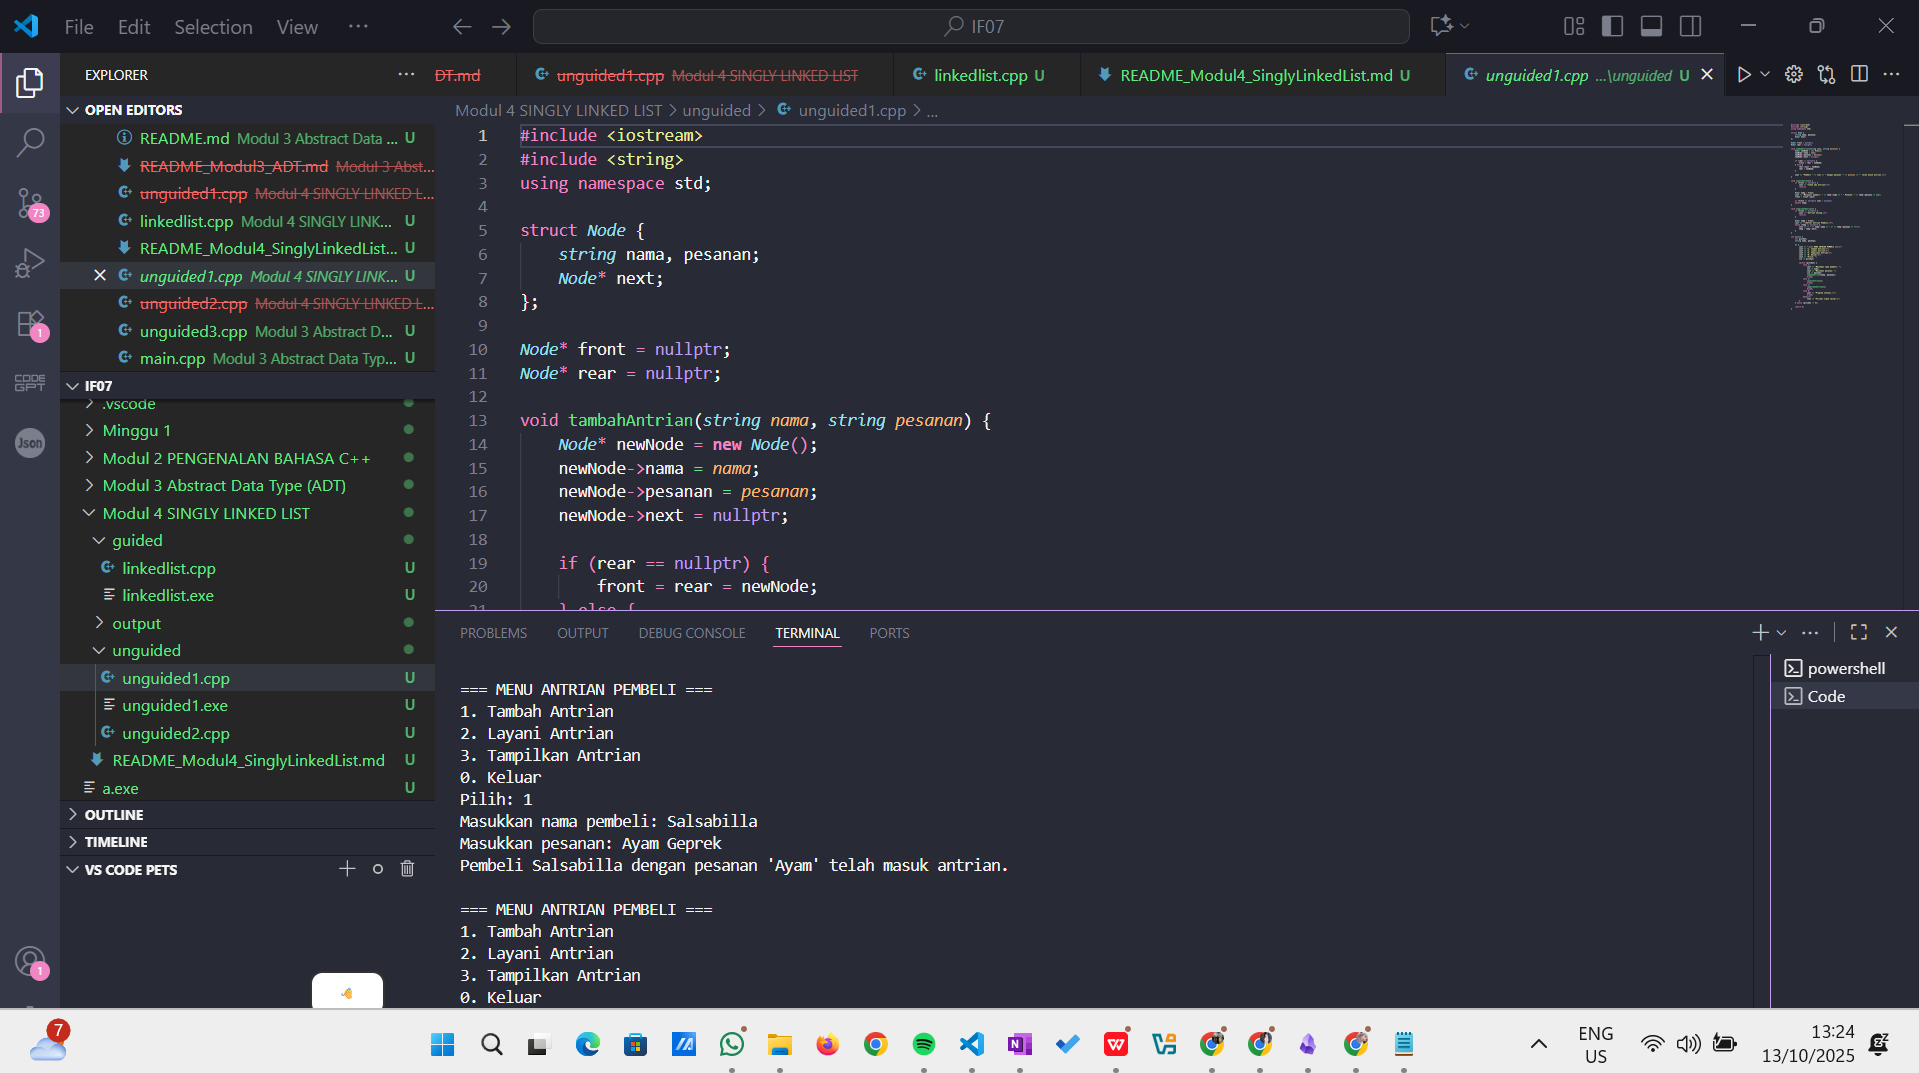 File Edit Selection View ...
IF07
EXPLORER ...
DT.md
unguided1.cpp Modul 4 SINGLY LINKED LIST
linkedlist.cpp U
README_Modul4_SinglyLinkedList.md U
unguided1.cpp ...\unguided U
OPEN EDITORS
README.md Modul 3 Abstract Data ... U
README_Modul3_ADT.md Modul 3 Abst...
unguided1.cpp Modul 4 SINGLY LINKED L...
linkedlist.cpp Modul 4 SINGLY LINK... U
README_Modul4_SinglyLinkedList... U
unguided1.cpp Modul 4 SINGLY LINK... U
unguided2.cpp Modul 4 SINGLY LINKED L...
unguided3.cpp Modul 3 Abstract D... U
main.cpp Modul 3 Abstract Data Typ... U
IF07
.vscode
Minggu 1
Modul 2 PENGENALAN BAHASA C++
Modul 3 Abstract Data Type (ADT)
Modul 4 SINGLY LINKED LIST
guided
linkedlist.cpp U
linkedlist.exe U
output
unguided
unguided1.cpp U
unguided1.exe U
unguided2.cpp U
README_Modul4_SinglyLinkedList.md U
a.exe U
OUTLINE
TIMELINE
VS CODE PETS
73
1
CODE GPT
Json
1
Modul 4 SINGLY LINKED LIST > unguided > unguided1.cpp > ...
1 #include <iostream>
2 #include <string>
3 using namespace std;
4
5 struct Node {
6 string nama, pesanan;
7 Node* next;
8 };
9
10 Node* front = nullptr;
11 Node* rear = nullptr;
12
13 void tambahAntrian(string nama, string pesanan) {
14 Node* newNode = new Node();
15 newNode->nama = nama;
16 newNode->pesanan = pesanan;
17 newNode->next = nullptr;
18
19 if (rear == nullptr) {
20 front = rear = newNode;
21 } else {
PROBLEMS OUTPUT DEBUG CONSOLE TERMINAL PORTS
powershell
Code
=== MENU ANTRIAN PEMBELI ===
1. Tambah Antrian
2. Layani Antrian
3. Tampilkan Antrian
0. Keluar
Pilih: 1
Masukkan nama pembeli: Salsabilla
Masukkan pesanan: Ayam Geprek
Pembeli Salsabilla dengan pesanan 'Ayam' telah masuk antrian.
=== MENU ANTRIAN PEMBELI ===
1. Tambah Antrian
2. Layani Antrian
3. Tampilkan Antrian
0. Keluar
7
ENG
US
13:24
13/10/2025